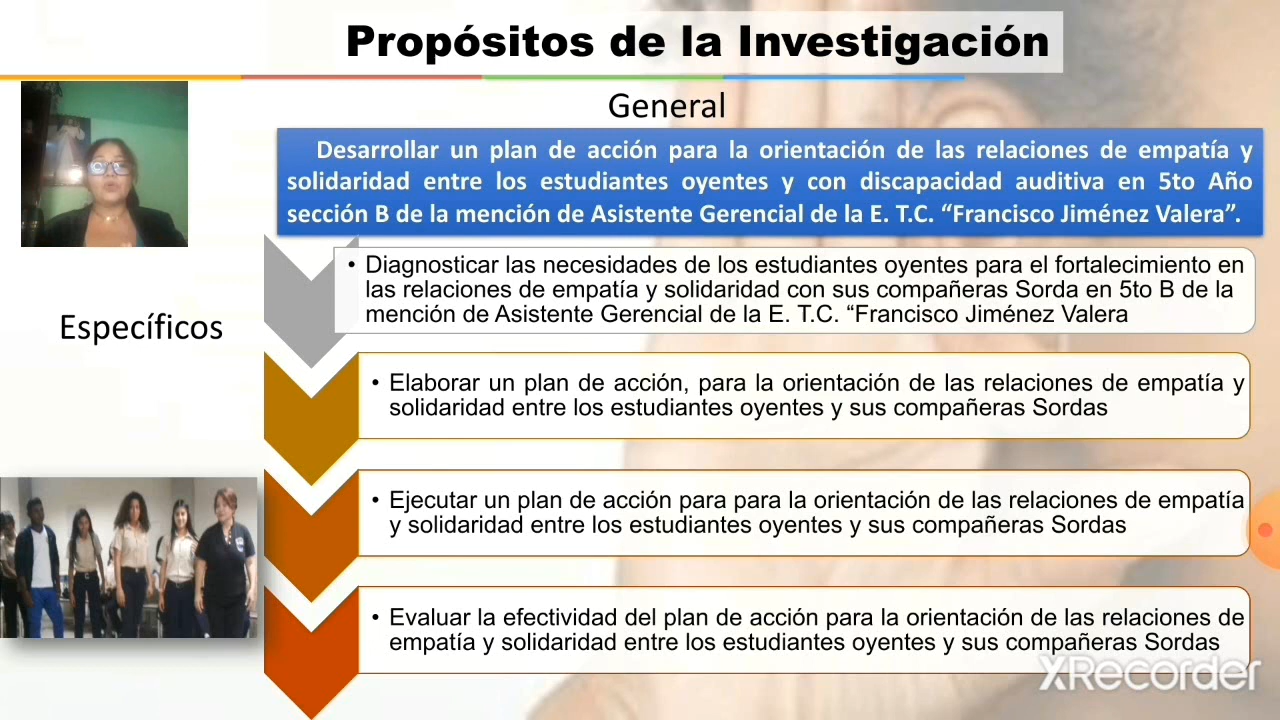 Propósitos de la Investigación
General
Desarrollar un plan de acción para la orientación de las relaciones de empatía y
solidaridad entre los estudiantes oyentes y con discapacidad auditiva en 5to Año
sección B de la mención de Asistente Gerencial de la E. T.C. “Francisco Jiménez Valera”.
Específicos
• Diagnosticar las necesidades de los estudiantes oyentes para el fortalecimiento en
las relaciones de empatía y solidaridad con sus compañeras Sorda en 5to B de la
mención de Asistente Gerencial de la E. T.C. “Francisco Jiménez Valera
• Elaborar un plan de acción, para la orientación de las relaciones de empatía y
solidaridad entre los estudiantes oyentes y sus compañeras Sordas
• Ejecutar un plan de acción para para la orientación de las relaciones de empatía
y solidaridad entre los estudiantes oyentes y sus compañeras Sordas
• Evaluar la efectividad del plan de acción para la orientación de las relaciones de
empatía y solidaridad entre los estudiantes oyentes y sus compañeras Sordas
XRecorder